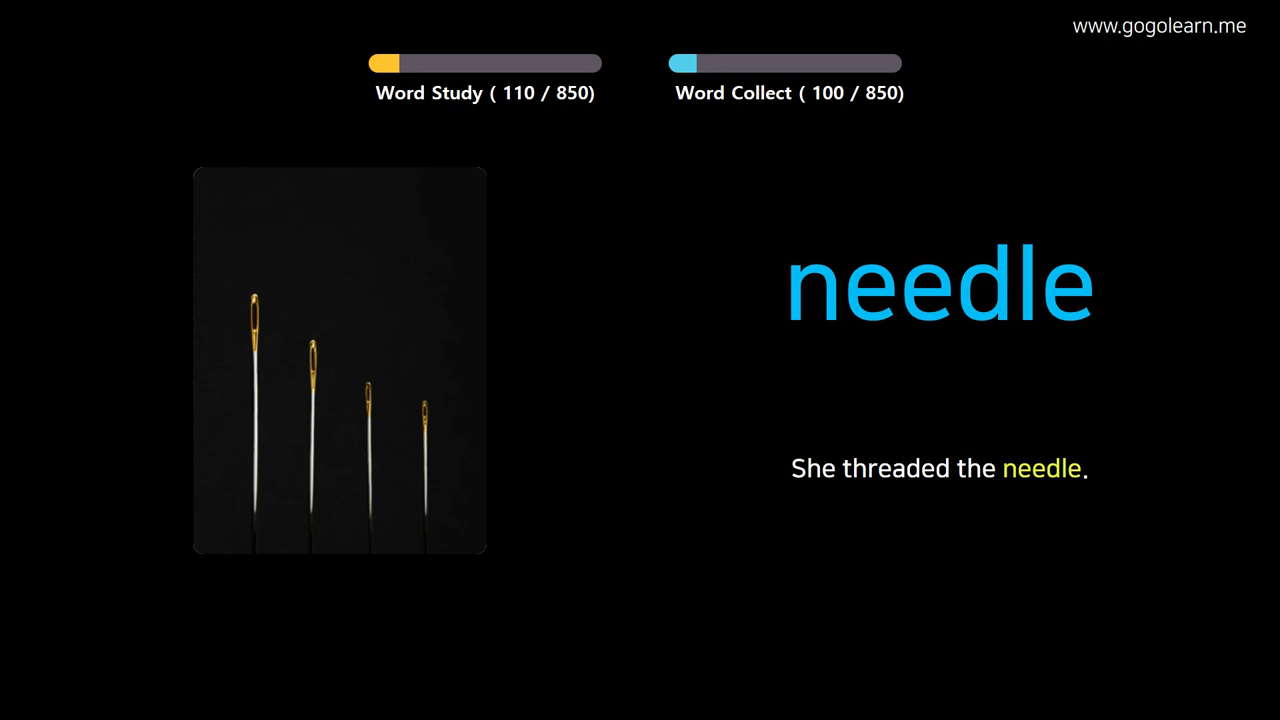 www.gogolearn.me
Word Study ( 110 / 850)
Word Collect ( 100 / 850)
needle
She threaded the needle.